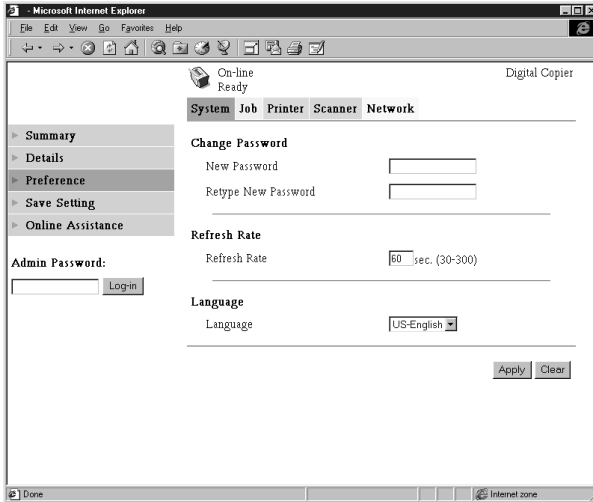 - Microsoft Internet Explorer
File Edit View Go Favorites Help
On-line
Ready
Digital Copier
System Job Printer Scanner Network
Summary
Details
Preference
Save Setting
Online Assistance
Admin Password:
Log-in
Change Password
New Password
Retype New Password
Refresh Rate
Refresh Rate 60 sec. (30-300)
Language
Language US-English
Apply Clear
Done Internet zone